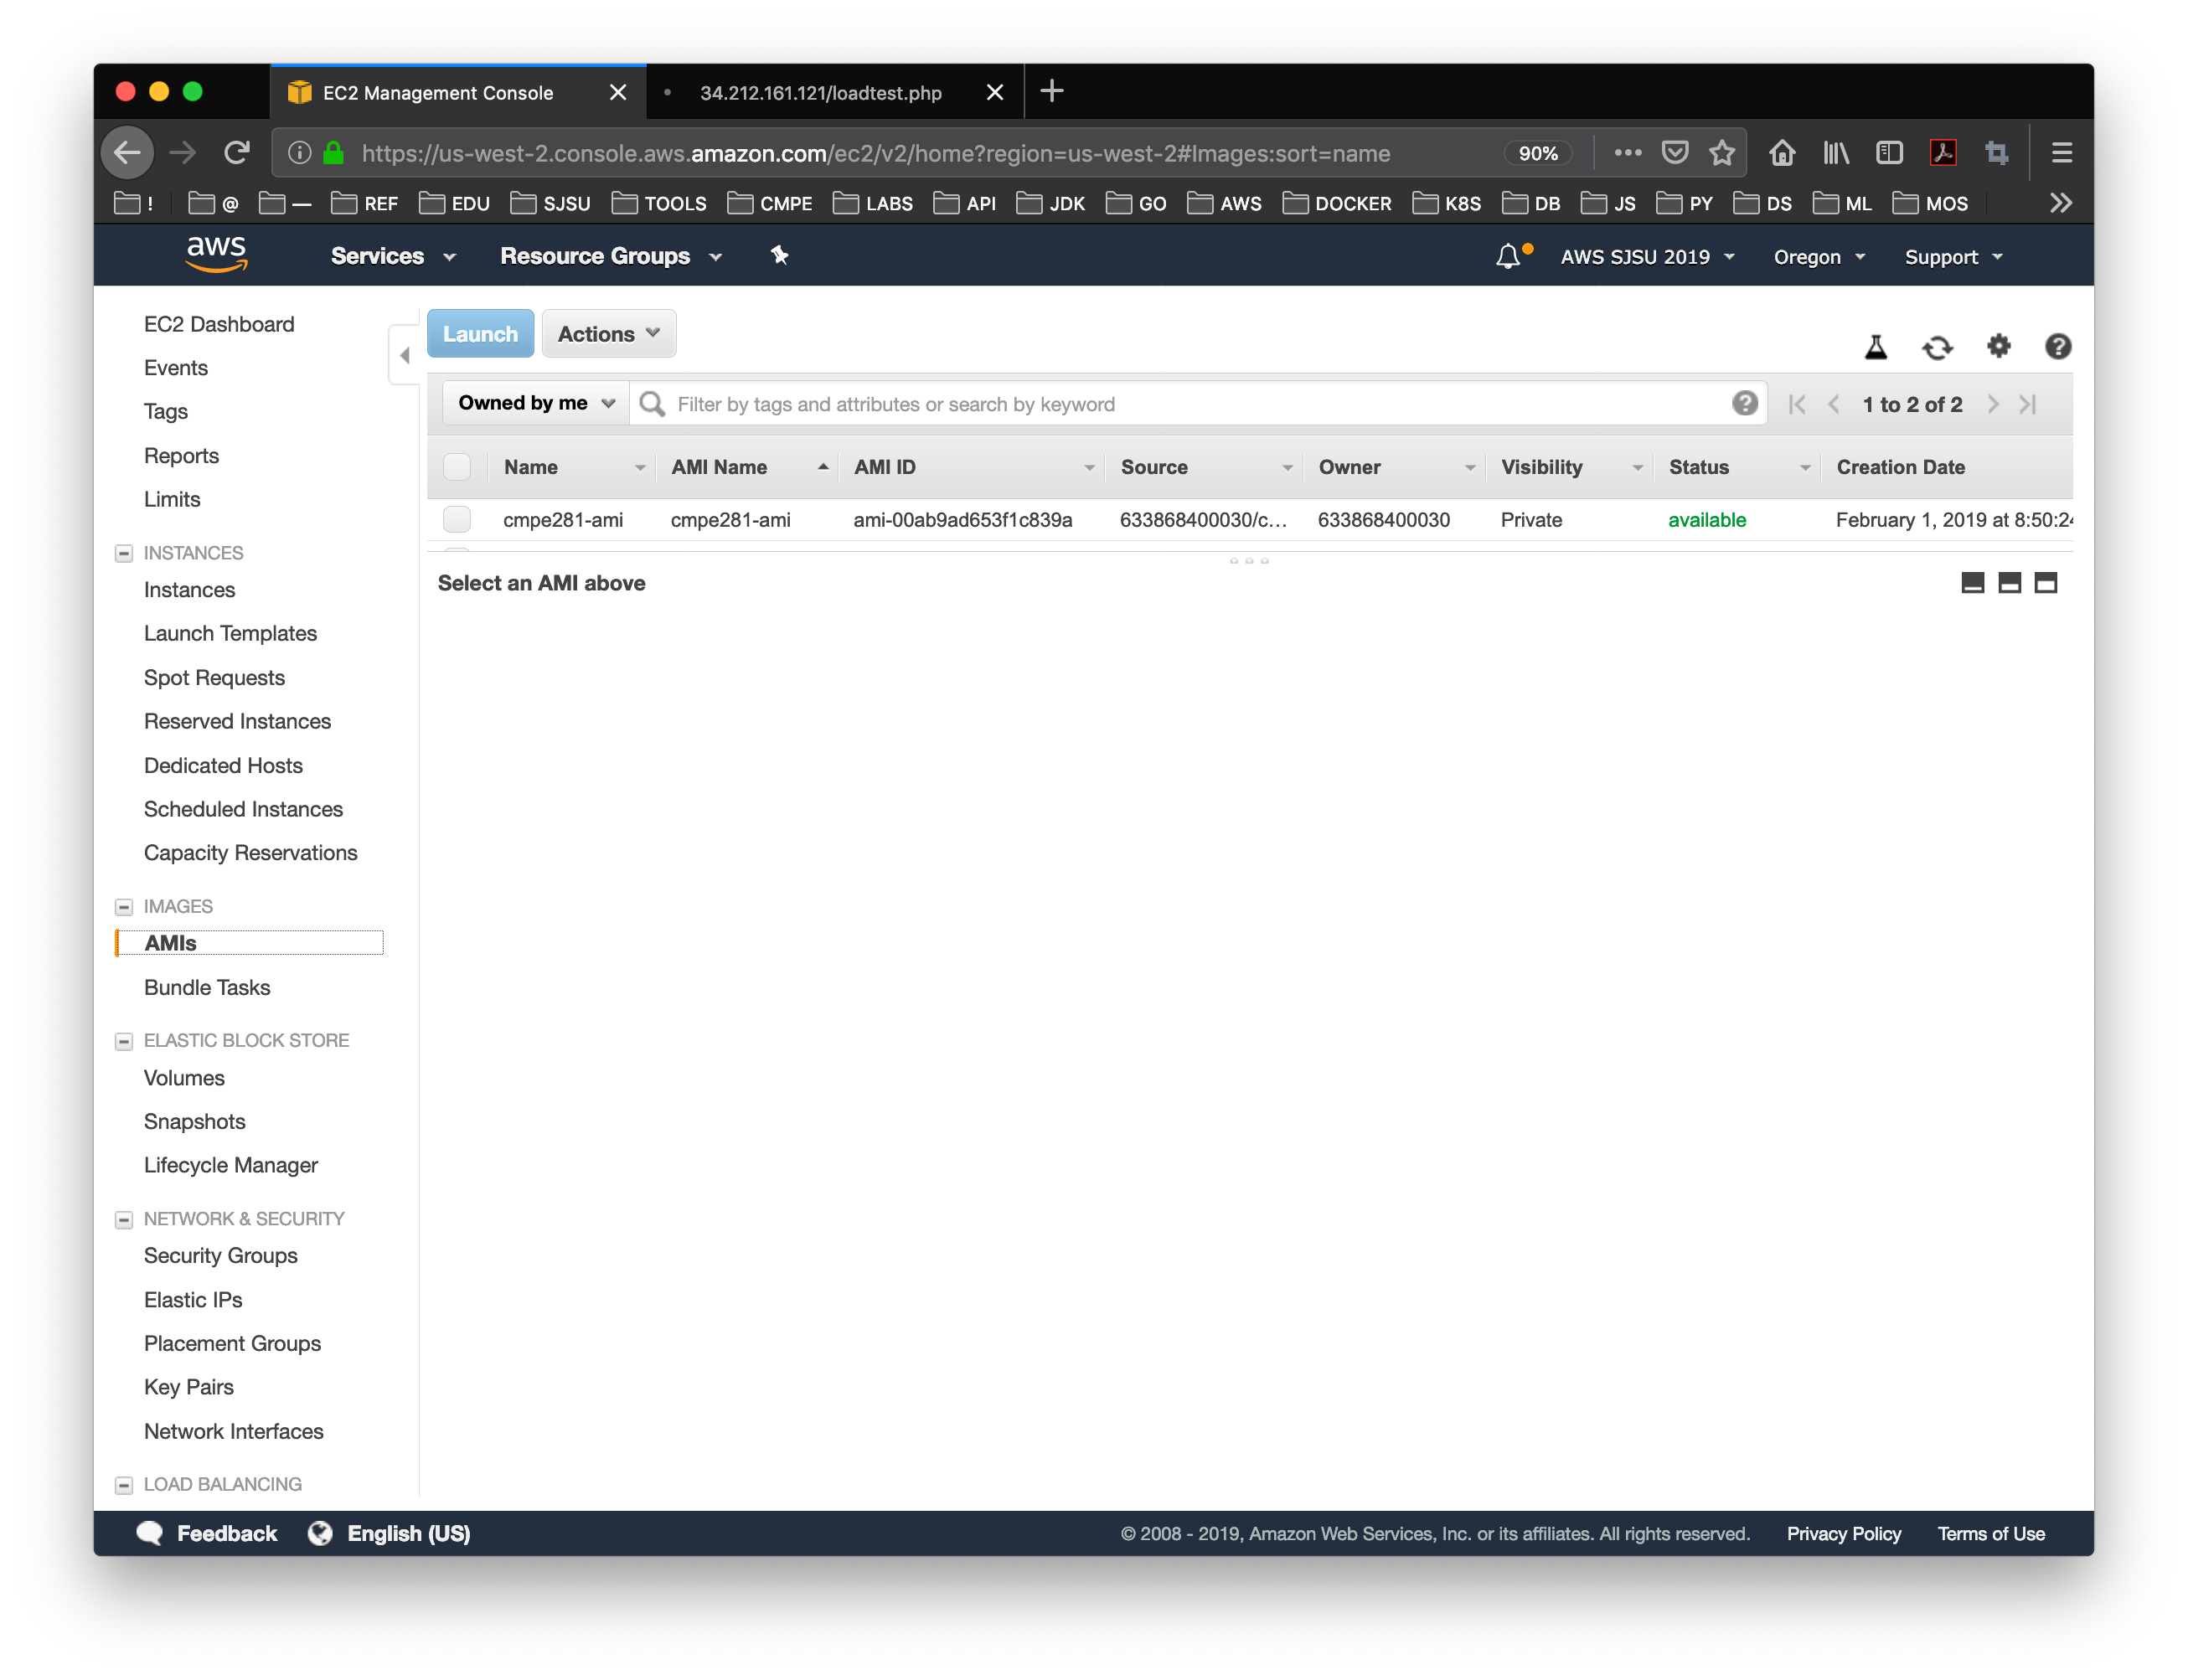 EC2 Management Console
34.212.161.121/loadtest.php
https://us-west-2.console.aws.amazon.com/ec2/v2/home?region=us-west-2#Images:sort=name
90%
! @ — REF EDU SJSU TOOLS CMPE LABS API JDK GO AWS DOCKER K8S DB JS PY DS ML MOS
aws Services Resource Groups AWS SJSU 2019 Oregon Support
EC2 Dashboard
Events
Tags
Reports
Limits
INSTANCES
Instances
Launch Templates
Spot Requests
Reserved Instances
Dedicated Hosts
Scheduled Instances
Capacity Reservations
IMAGES
AMIs
Bundle Tasks
ELASTIC BLOCK STORE
Volumes
Snapshots
Lifecycle Manager
NETWORK & SECURITY
Security Groups
Elastic IPs
Placement Groups
Key Pairs
Network Interfaces
LOAD BALANCING
Launch Actions
Owned by me Filter by tags and attributes or search by keyword 1 to 2 of 2
Name AMI Name AMI ID Source Owner Visibility Status Creation Date
cmpe281-ami cmpe281-ami ami-00ab9ad653f1c839a 633868400030/c... 633868400030 Private available February 1, 2019 at 8:50:24
Select an AMI above
Feedback English (US) © 2008 - 2019, Amazon Web Services, Inc. or its affiliates. All rights reserved. Privacy Policy Terms of Use